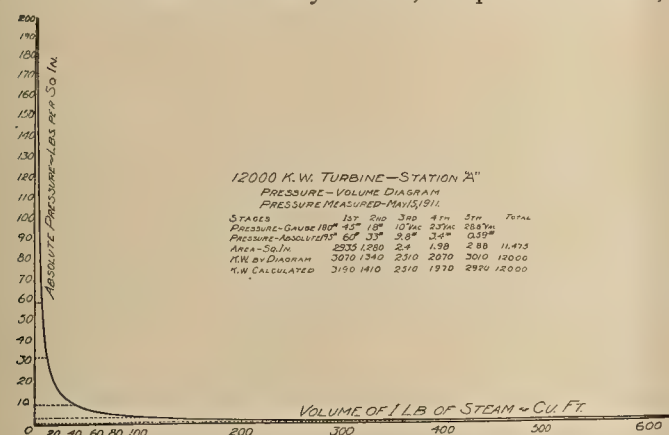 200
190
180
170
160
150
140
130
120
110
100
90
80
70
60
50
40
30
20
10
0
ABSOLUTE PRESSURE~LBS PER SQ IN.
12000 K.W. TURBINE—STATION "A"
PRESSURE–VOLUME DIAGRAM
PRESSURE MEASURED–MAY 15, 1911.
STAGES 1ST 2ND 3RD 4TH 5TH TOTAL
PRESSURE–GAUGE 180# 45# 18# 10"VAC 23"VAC 28.8"VAC
PRESSURE–ABSOLUTE 195# 60# 33# 9.8# 3.4# 0.59#
AREA–SQ.IN. 2935 1.280 2.4 1.98 2.88 11.475
K.W. BY DIAGRAM 3070 1340 2510 2070 3010 12000
K.W. CALCULATED 3190 1410 2510 1970 2920 12000
VOLUME OF 1 LB OF STEAM ~ CU. FT.
20 40 60 80 100 200 300 400 500 600